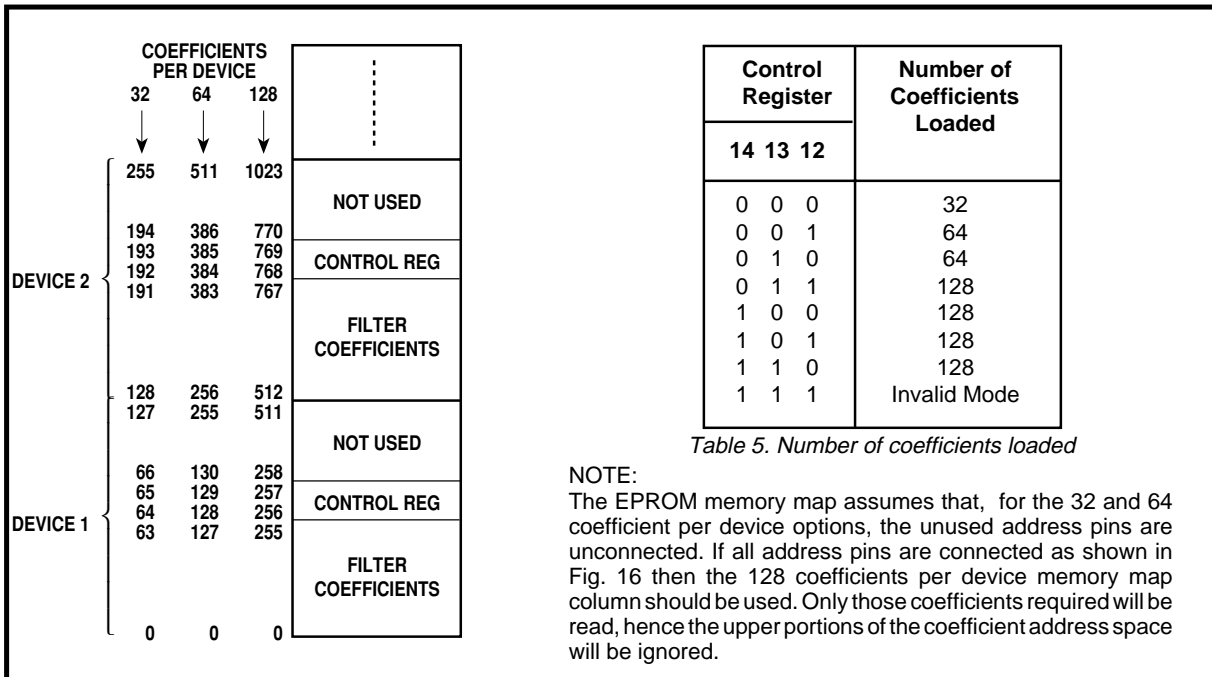 COEFFICIENTS
PER DEVICE
32 64 128
255 511 1023
NOT USED
194 386 770
193 385 769
CONTROL REG
192 384 768
DEVICE 2
191 383 767
FILTER
COEFFICIENTS
128 256 512
127 255 511
NOT USED
66 130 258
65 129 257
CONTROL REG
64 128 256
DEVICE 1
63 127 255
FILTER
COEFFICIENTS
0 0 0
Control Register
Number of Coefficients Loaded
14 13 12
0 0 0 32
0 0 1 64
0 1 0 64
0 1 1 128
1 0 0 128
1 0 1 128
1 1 0 128
1 1 1 Invalid Mode
Table 5. Number of coefficients loaded
NOTE:
The EPROM memory map assumes that, for the 32 and 64
coefficient per device options, the unused address pins are
unconnected. If all address pins are connected as shown in
Fig. 16 then the 128 coefficients per device memory map
column should be used. Only those coefficients required will be
read, hence the upper portions of the coefficient address space
will be ignored.